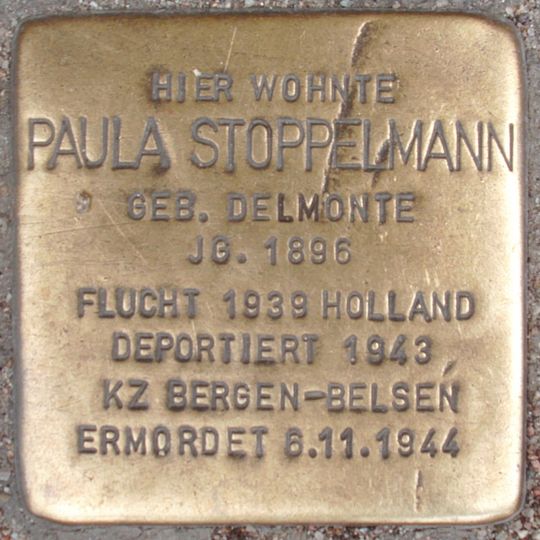 HIER WOHNTE
PAULA STOPPELMANN
GEB. DELMONTE
JG. 1896
FLUCHT 1939 HOLLAND
DEPORTIERT 1943
KZ BERGEN-BELSEN
ERMORDET 6.11.1944